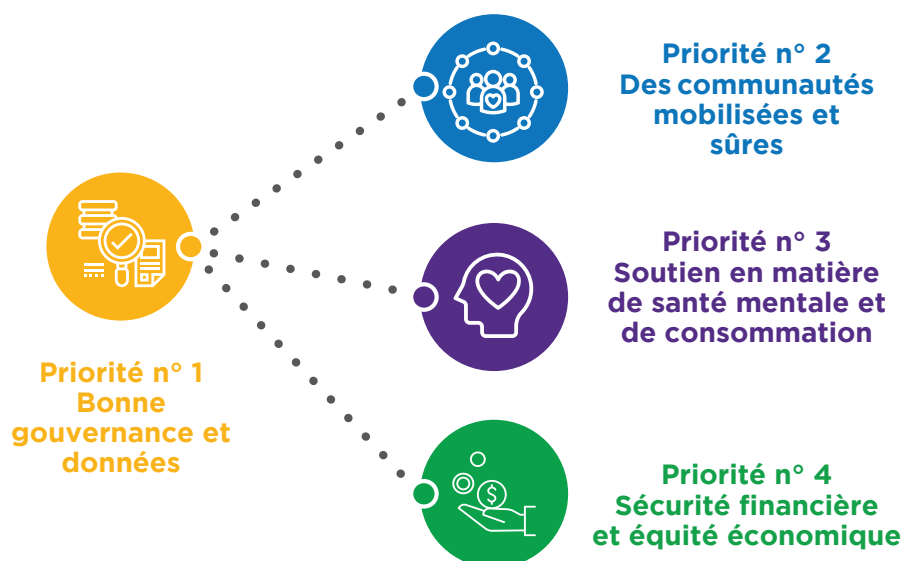 Priorité n° 1
Bonne
gouvernance et
données
Priorité n° 2
Des communautés
mobilisées et
sûres
Priorité n° 3
Soutien en matière
de santé mentale et
de consommation
$
Priorité n° 4
Sécurité financière
et équité économique